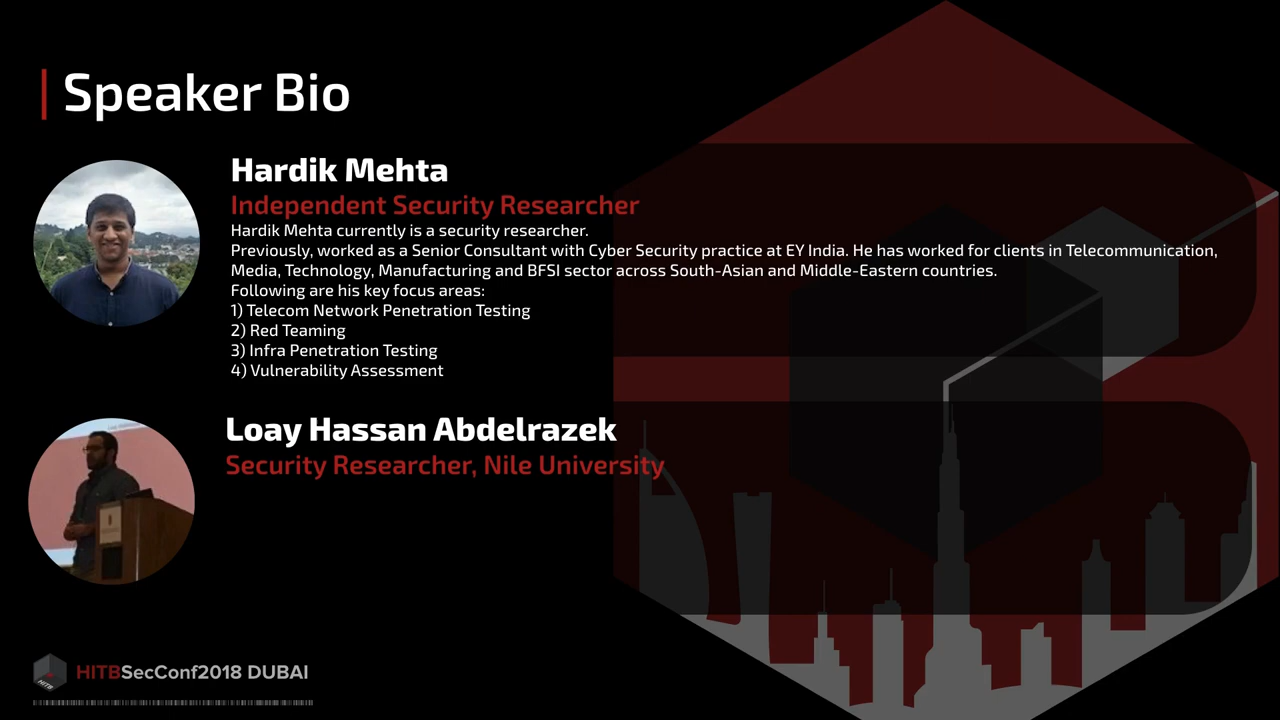 Speaker Bio
Hardik Mehta
Independent Security Researcher
Hardik Mehta currently is a security researcher.
Previously, worked as a Senior Consultant with Cyber Security practice at EY India. He has worked for clients in Telecommunication,
Media, Technology, Manufacturing and BFSI sector across South-Asian and Middle-Eastern countries.
Following are his key focus areas:
1) Telecom Network Penetration Testing
2) Red Teaming
3) Infra Penetration Testing
4) Vulnerability Assessment
Loay Hassan Abdelrazek
Security Researcher, Nile University
HITB
HITBSecConf2018 DUBAI